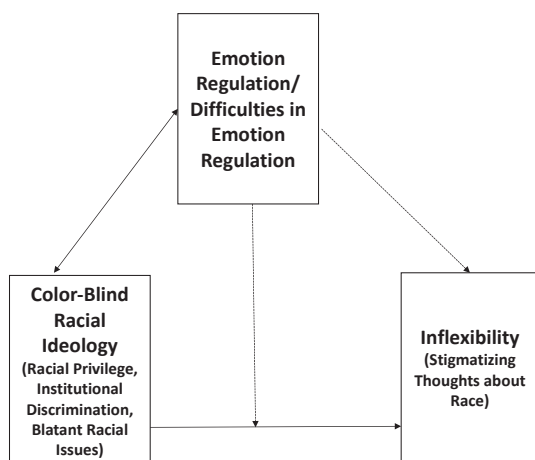 Emotion
Regulation/
Difficulties in
Emotion
Regulation
Color-Blind
Racial
Ideology
(Racial Privilege,
Institutional
Discrimination,
Blatant Racial
Issues)
Inflexibility
(Stigmatizing
Thoughts about
Race)